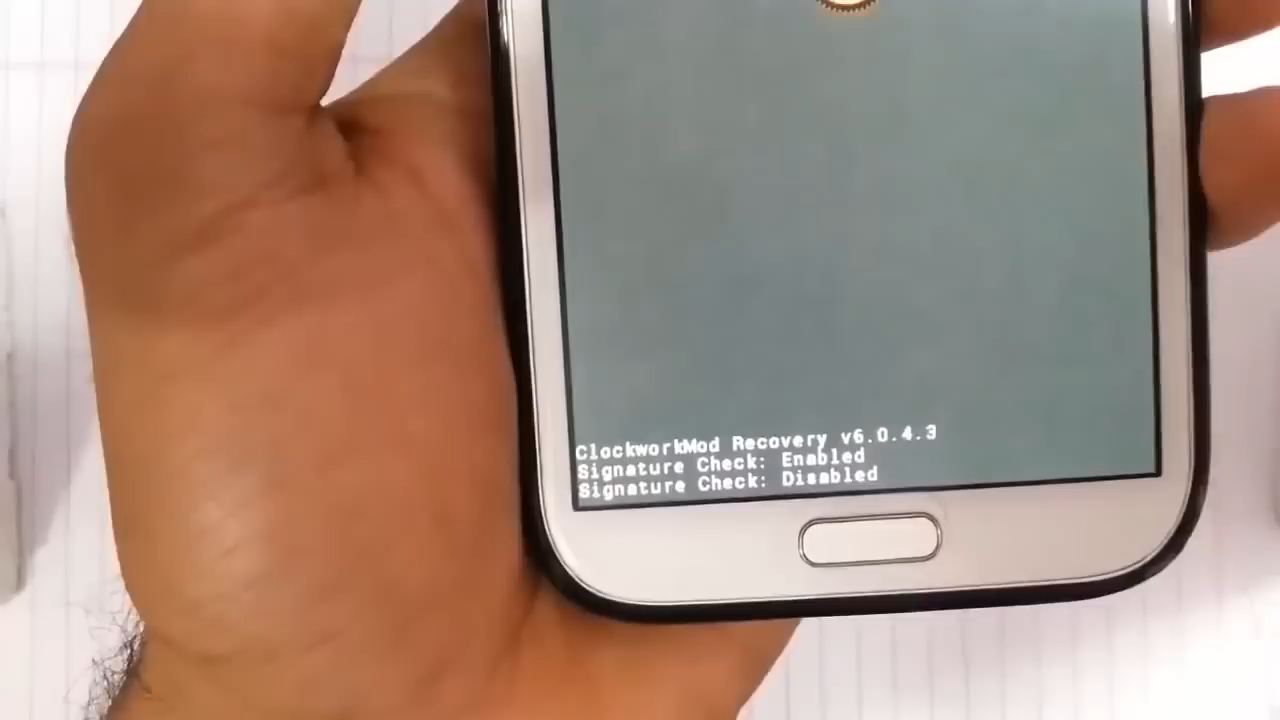 ClockworkMod Recovery v6.0.4.3
Signature Check: Enabled
Signature Check: Disabled